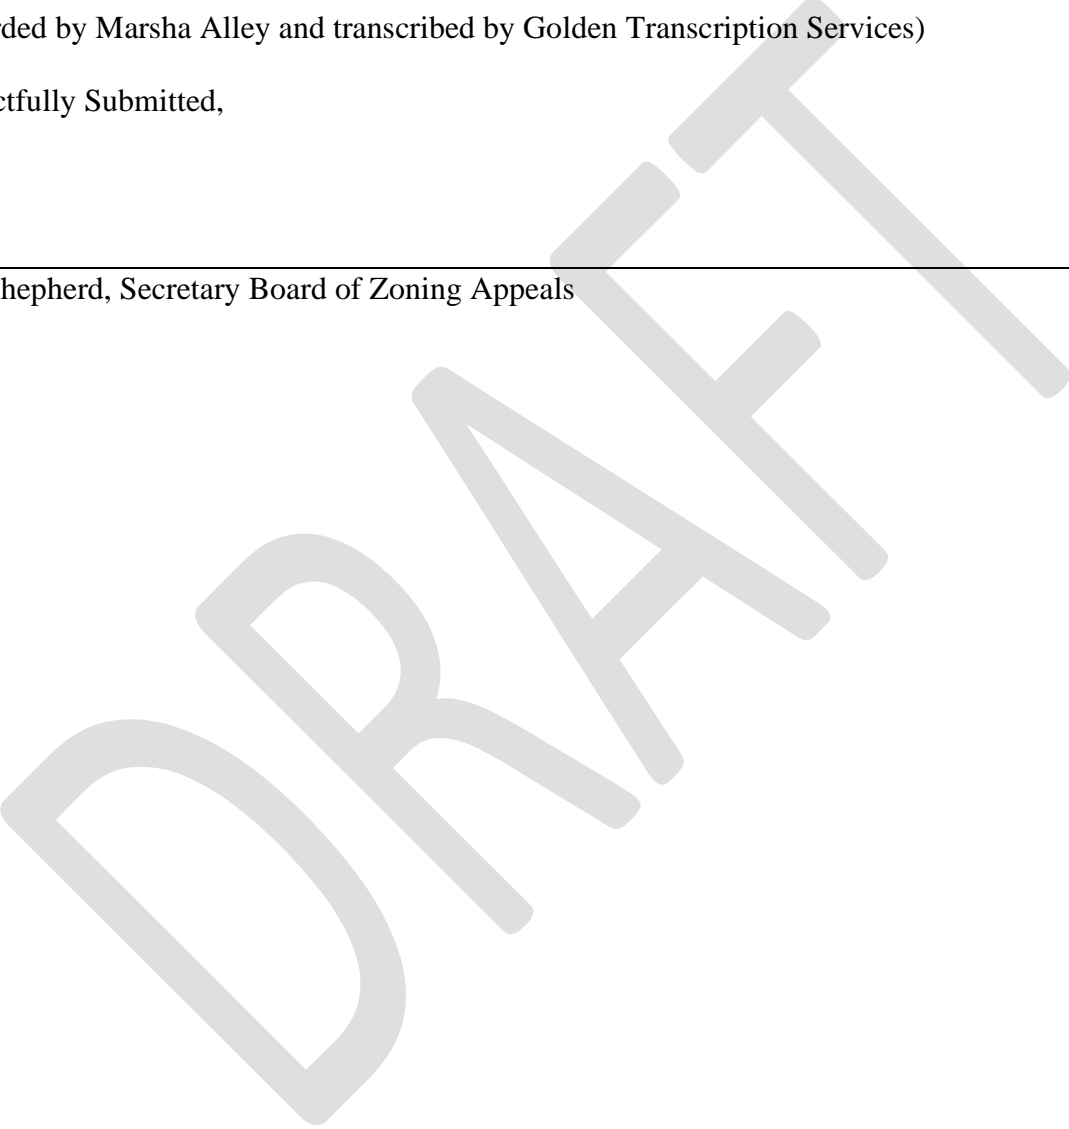 rded by Marsha Alley and transcribed by Golden Transcription Services)
ctfully Submitted,
hepherd, Secretary Board of Zoning Appeals
DRAFT